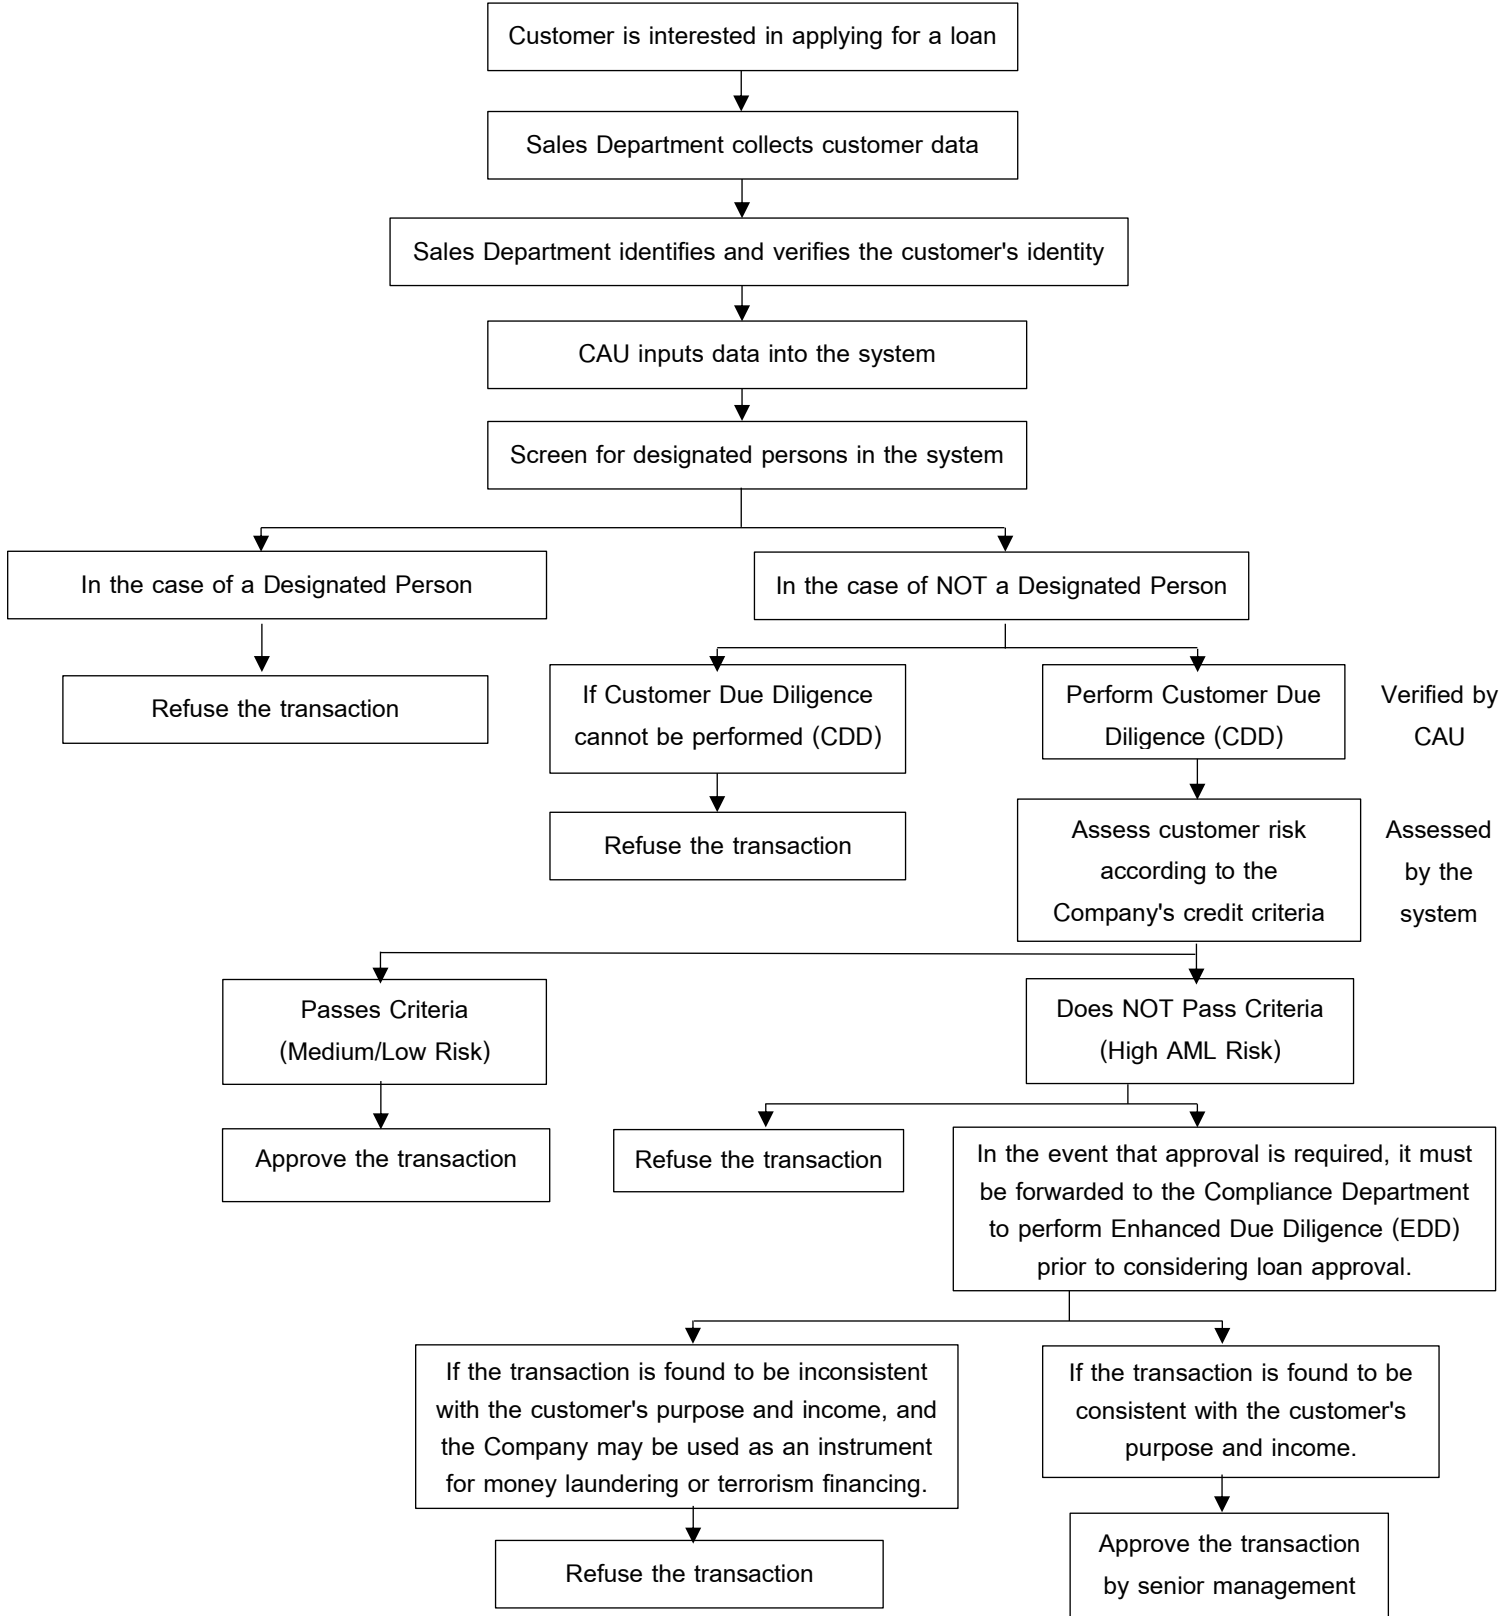 Customer is interested in applying for a loan
Sales Department collects customer data
Sales Department identifies and verifies the customer's identity
CAU inputs data into the system
Screen for designated persons in the system
In the case of a Designated Person
In the case of NOT a Designated Person
Refuse the transaction
If Customer Due Diligence
cannot be performed (CDD)
Perform Customer Due
Diligence (CDD)
Verified by
CAU
Refuse the transaction
Assess customer risk
according to the
Company's credit criteria
Assessed
by the
system
Passes Criteria
(Medium/Low Risk)
Does NOT Pass Criteria
(High AML Risk)
Approve the transaction
Refuse the transaction
In the event that approval is required, it must
be forwarded to the Compliance Department
to perform Enhanced Due Diligence (EDD)
prior to considering loan approval.
If the transaction is found to be inconsistent
with the customer's purpose and income, and
the Company may be used as an instrument
for money laundering or terrorism financing.
If the transaction is found to be
consistent with the customer's
purpose and income.
Refuse the transaction
Approve the transaction
by senior management